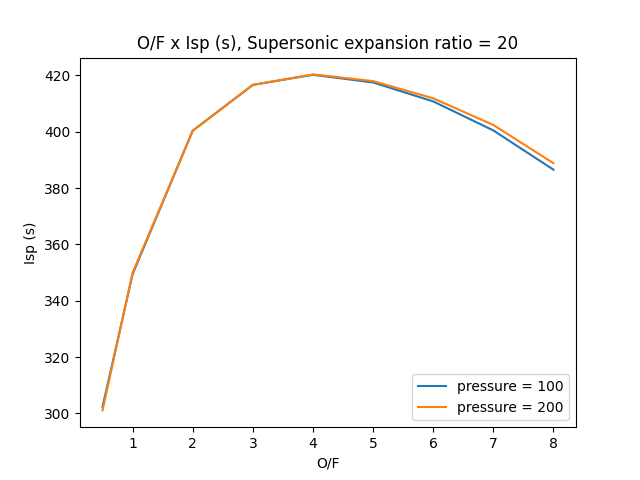 O/F x Isp (s), Supersonic expansion ratio = 20
420
400
380
360
340
320
300
Isp (s)
1 2 3 4 5 6 7 8
O/F
pressure = 100
pressure = 200